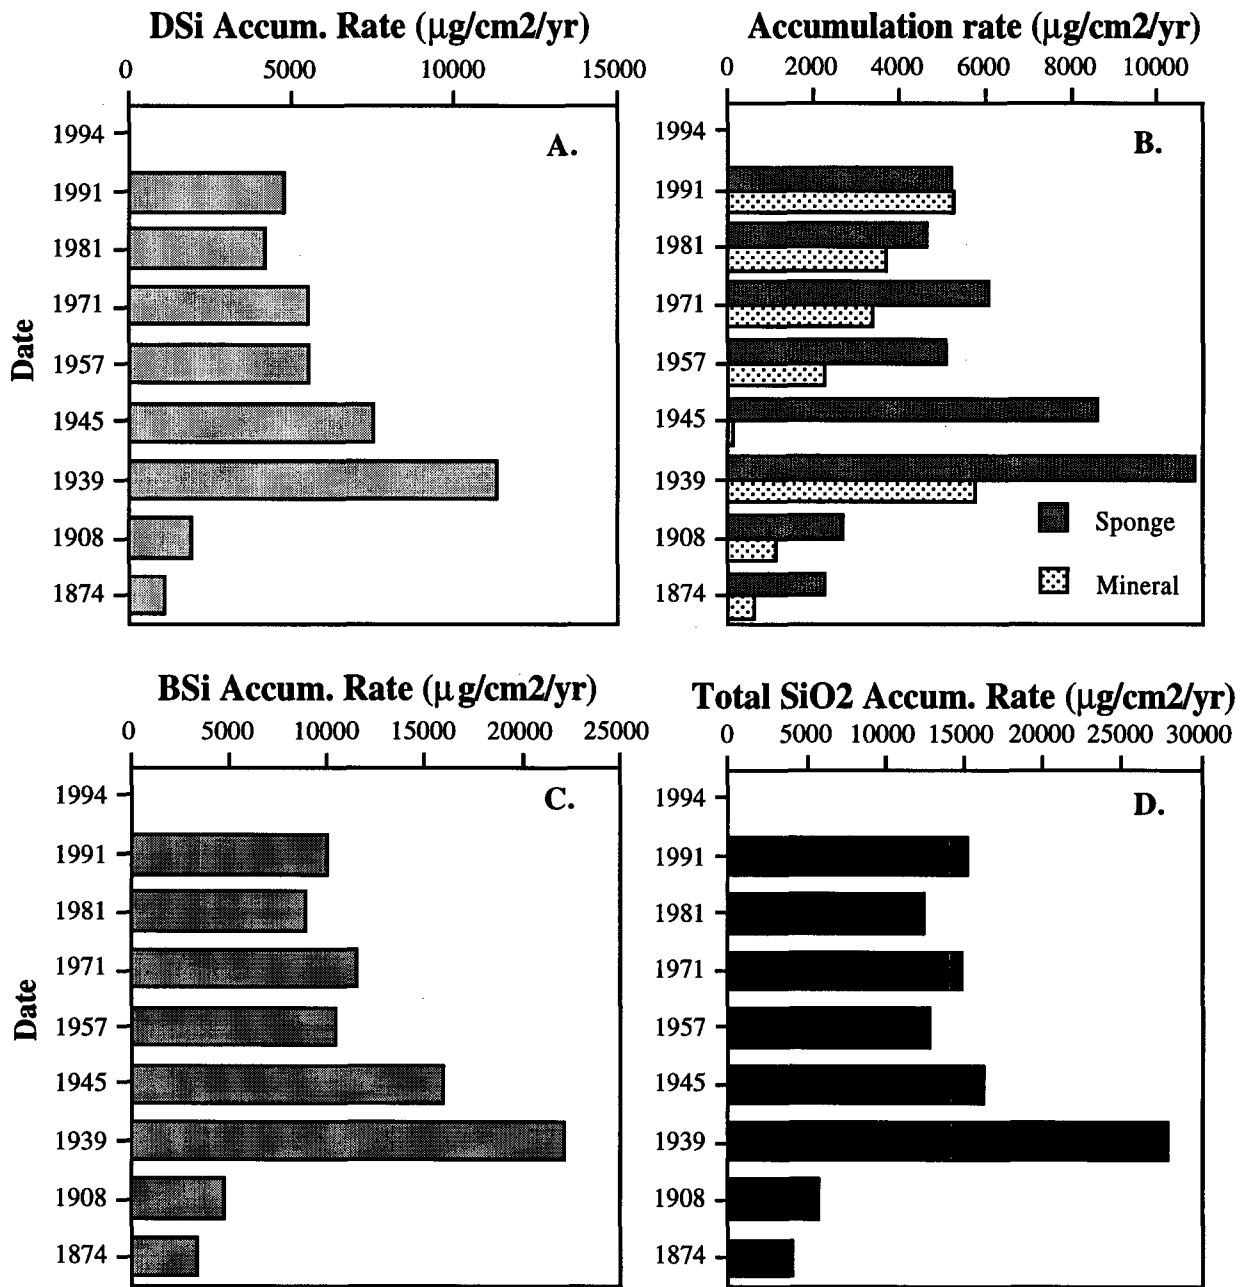 DSi Accum. Rate (µg/cm2/yr)
0 5000 10000 15000
A.
Date
1994
1991
1981
1971
1957
1945
1939
1908
1874
Accumulation rate (µg/cm2/yr)
0 2000 4000 6000 8000 10000
B.
1994
1991
1981
1971
1957
1945
1939
1908
1874
Sponge
Mineral
BSi Accum. Rate (µg/cm2/yr)
0 5000 10000 15000 20000 25000
C.
Date
1994
1991
1981
1971
1957
1945
1939
1908
1874
Total SiO2 Accum. Rate (µg/cm2/yr)
0 5000 10000 15000 20000 25000 30000
D.
1994
1991
1981
1971
1957
1945
1939
1908
1874